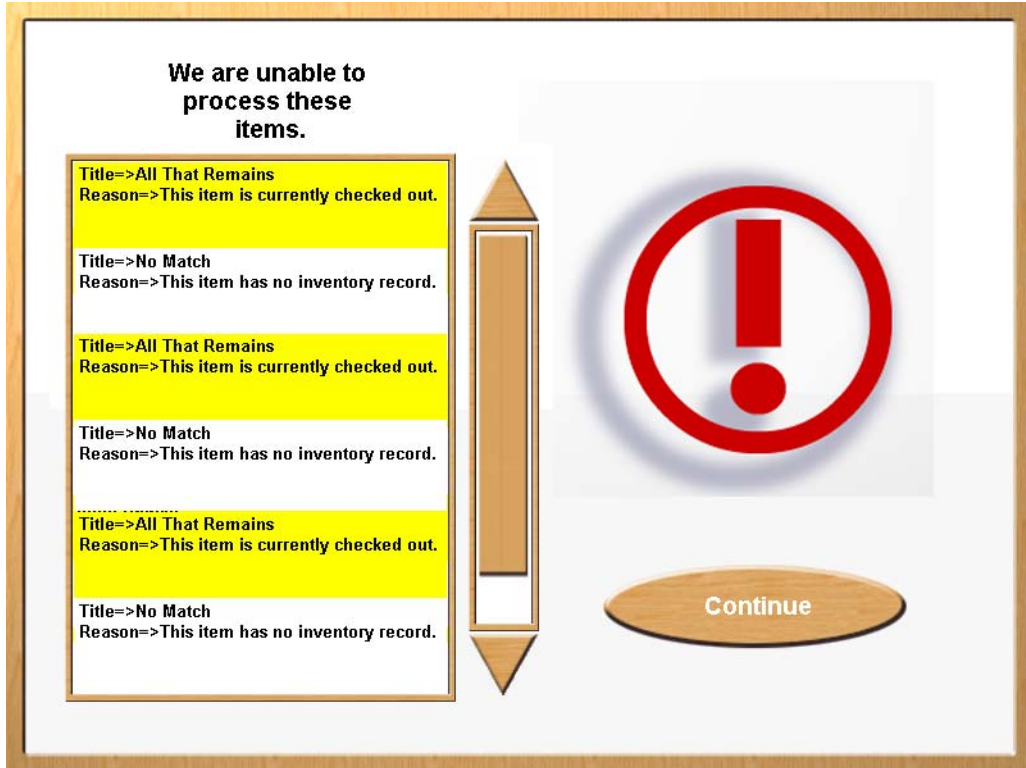 We are unable to
process these
items.
Title=>All That Remains
Reason=>This item is currently checked out.
Title=>No Match
Reason=>This item has no inventory record.
Title=>All That Remains
Reason=>This item is currently checked out.
Title=>No Match
Reason=>This item has no inventory record.
Title=>All That Remains
Reason=>This item is currently checked out.
Title=>No Match
Reason=>This item has no inventory record.
Continue